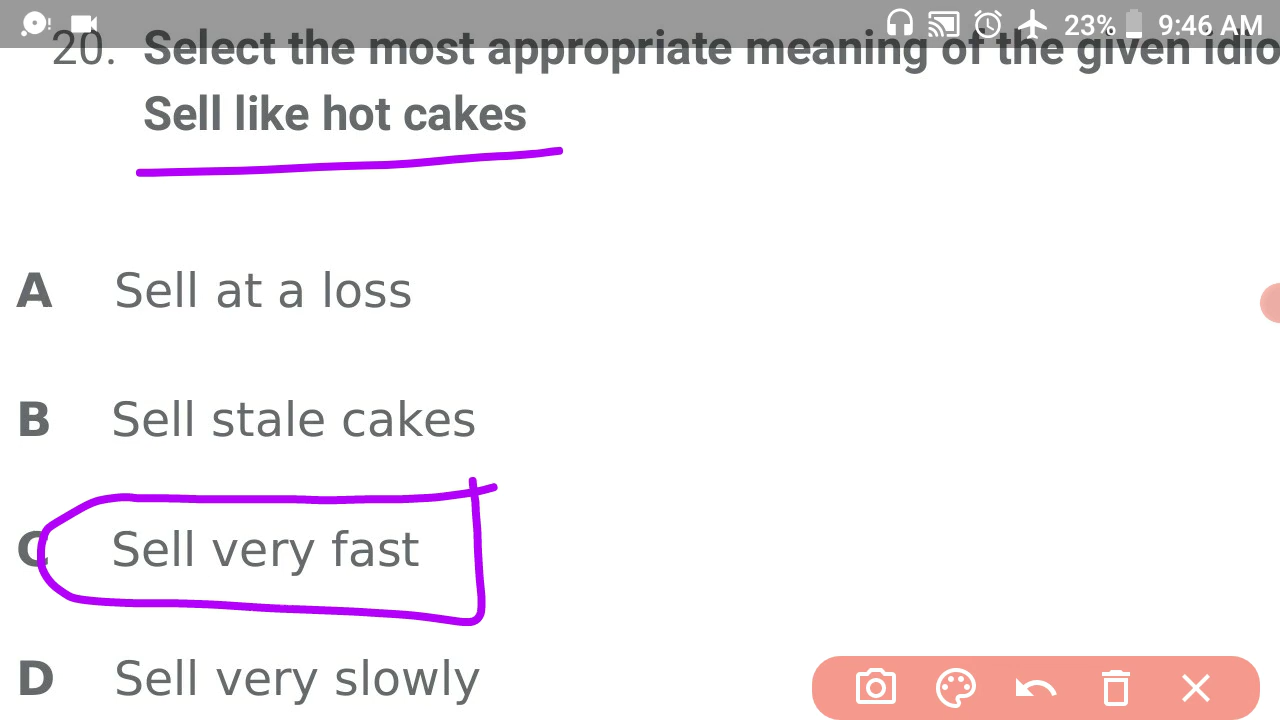 23% 9:46 AM
20. Select the most appropriate meaning of the given idio
Sell like hot cakes
A Sell at a loss
B Sell stale cakes
C Sell very fast
D Sell very slowly